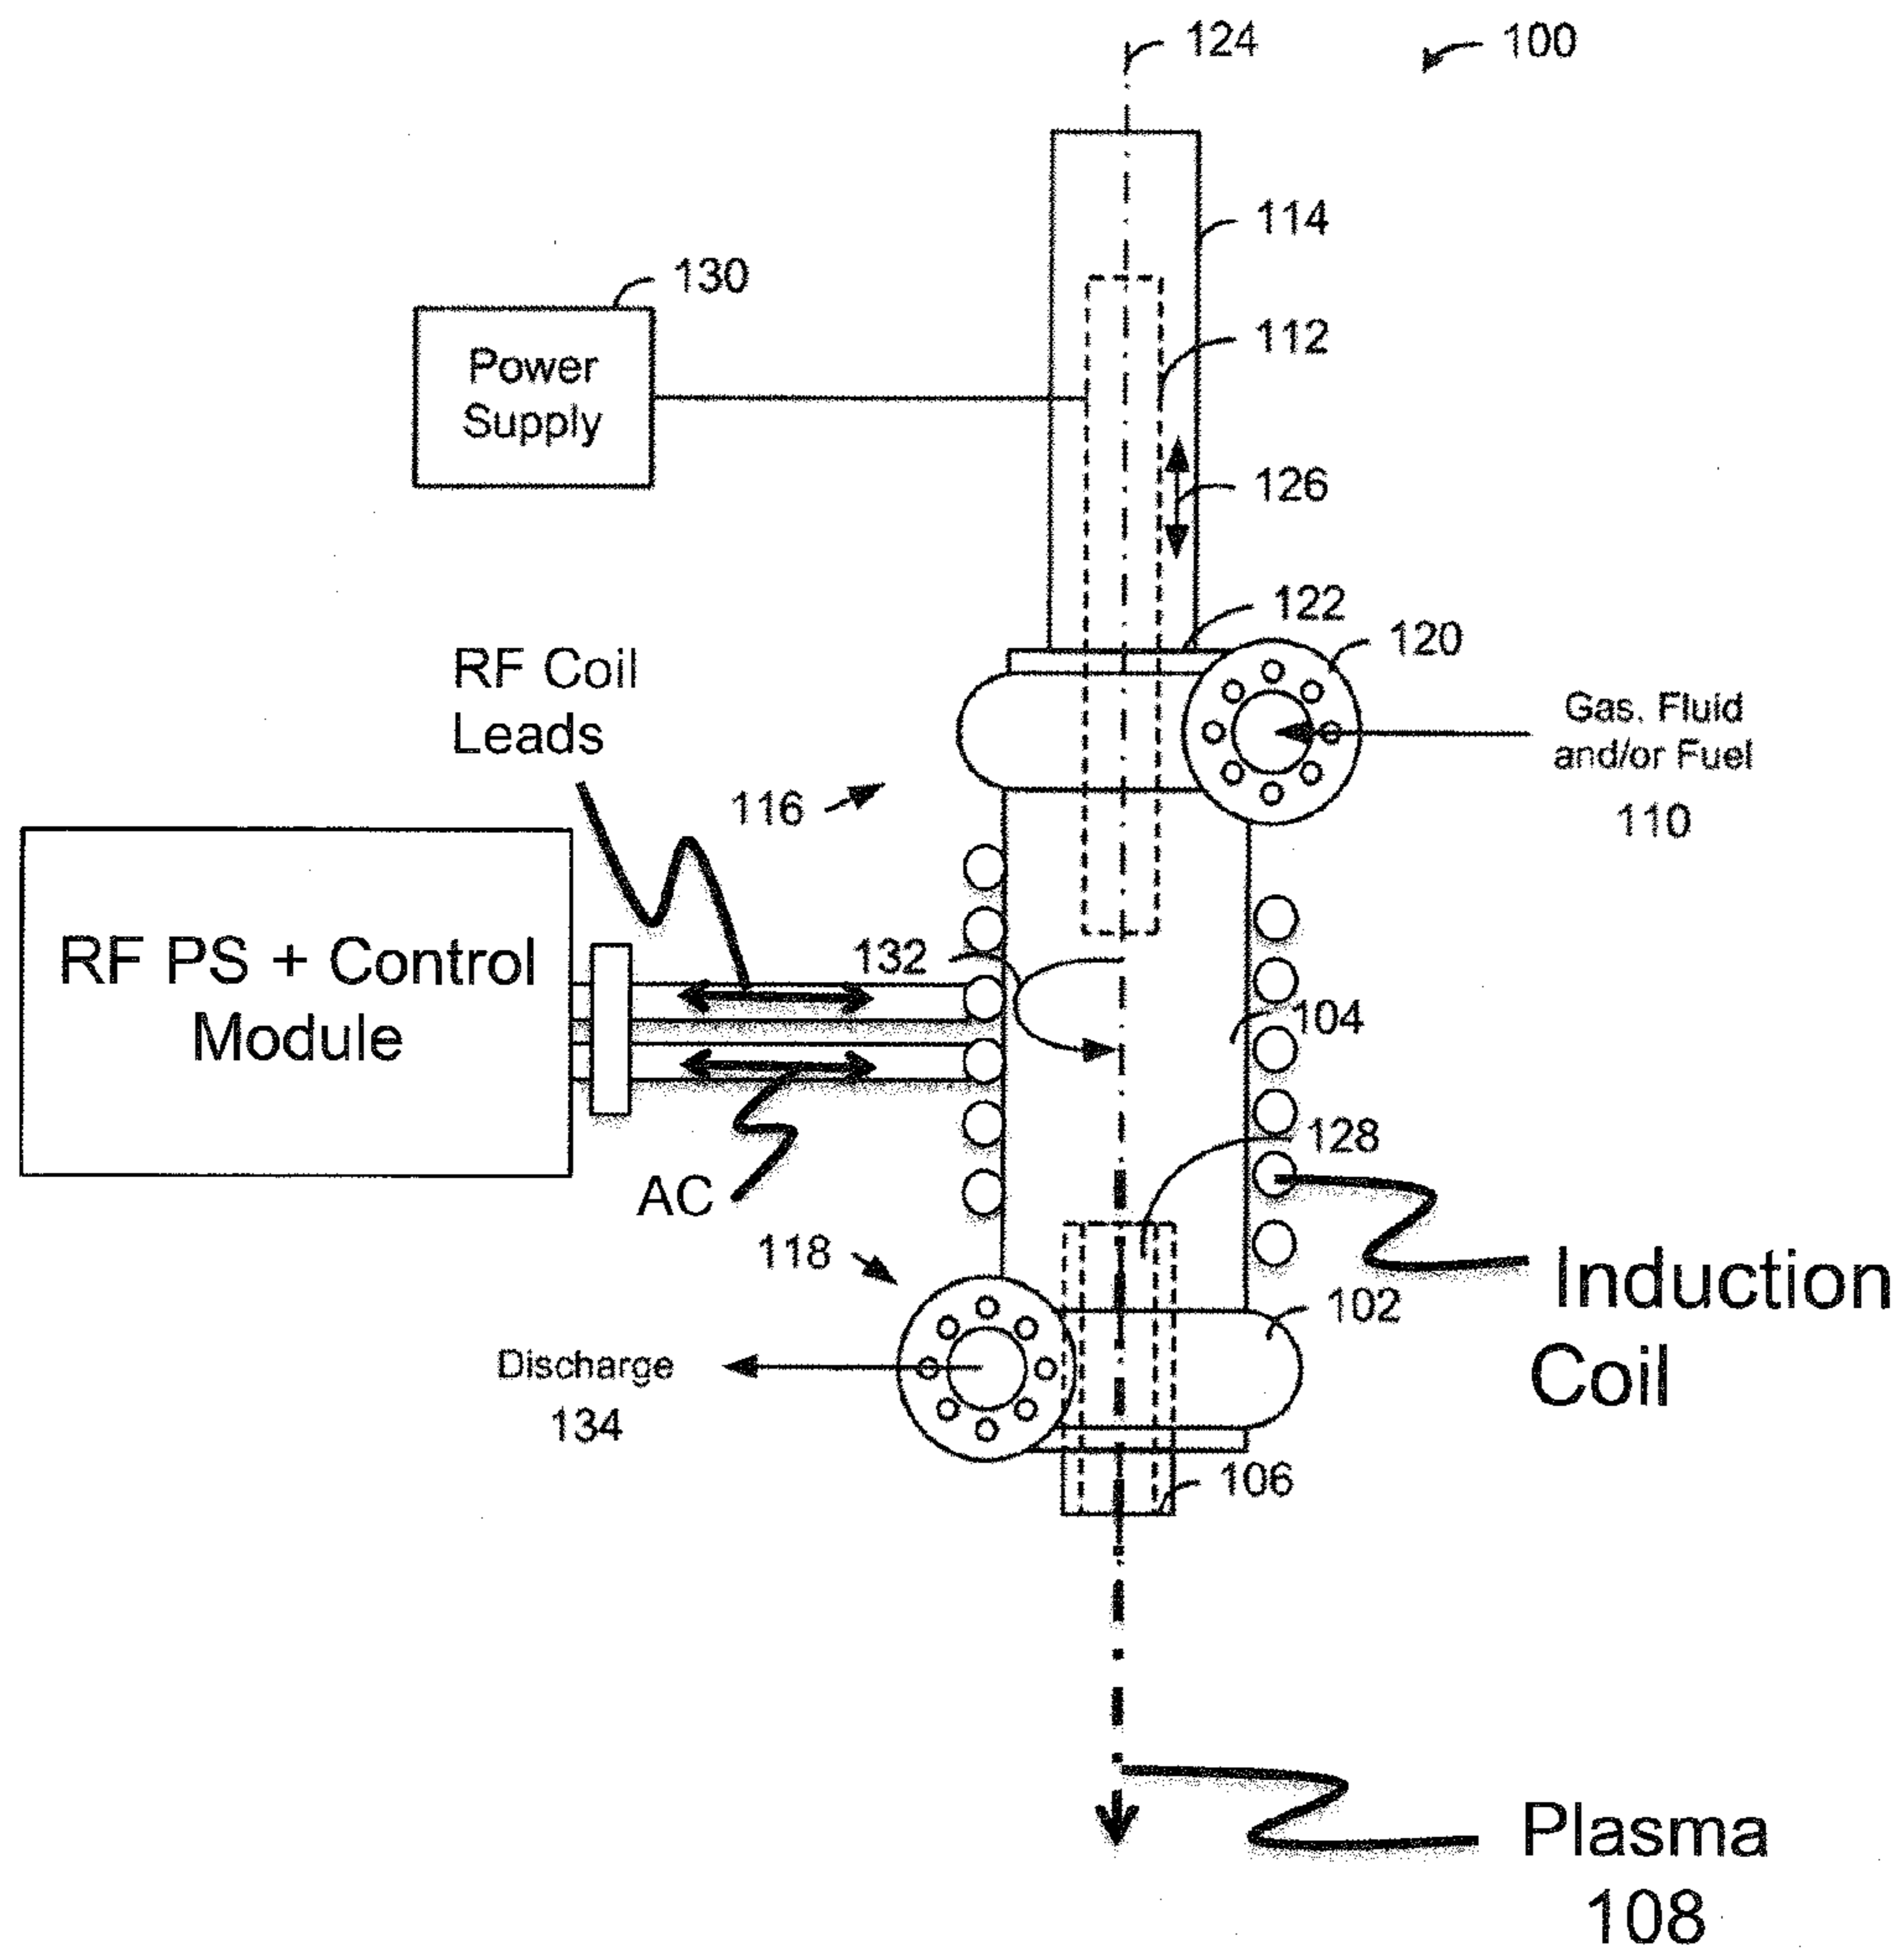 124
100
114
130
Power
Supply
112
126
122
120
RF Coil
Leads
Gas, Fluid
and/or Fuel
110
116
RF PS + Control
Module
132
104
128
AC
118
Induction
Coil
102
Discharge
134
106
Plasma
108